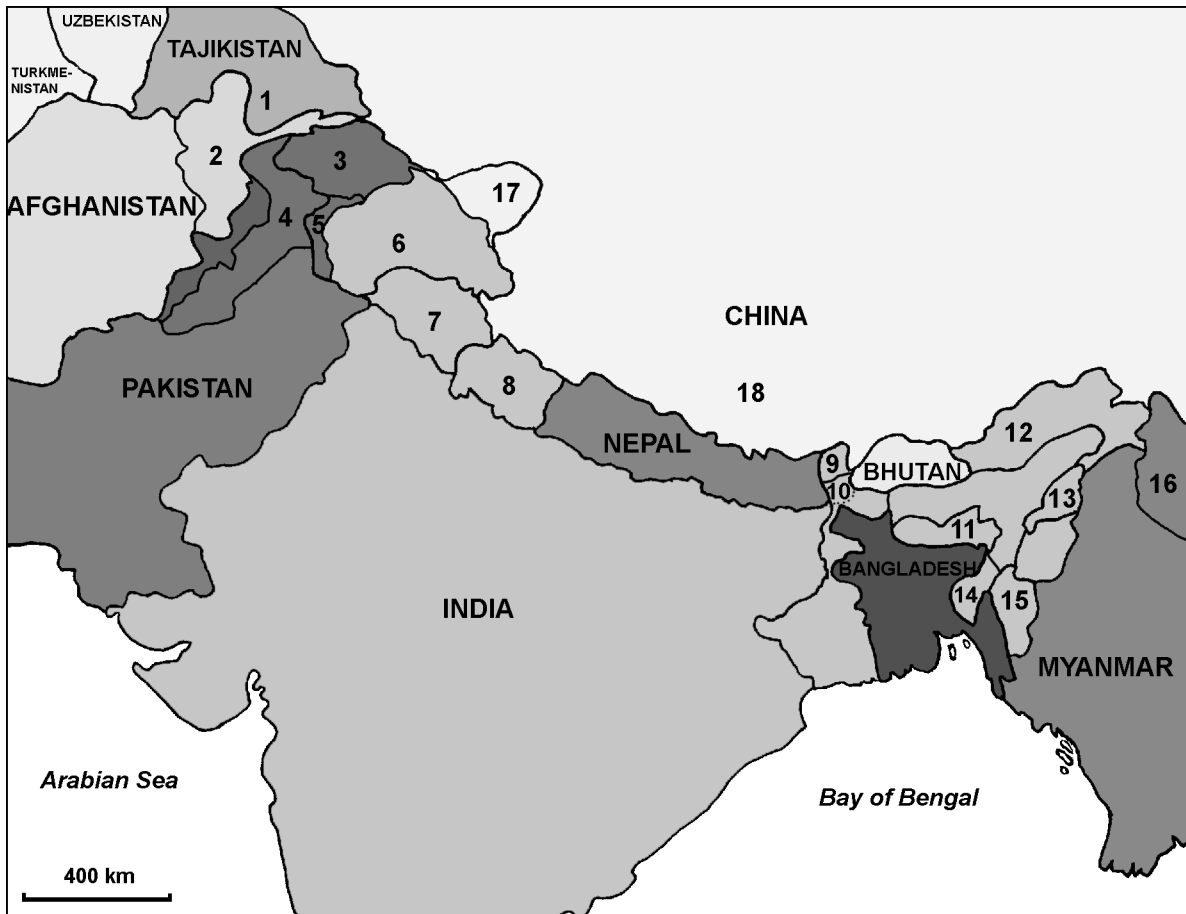 UZBEKISTAN
TAJIKISTAN
TURKME-
NISTAN
1
2
3
17
AFGHANISTAN
4
5
6
CHINA
7
PAKISTAN
8
18
NEPAL
12
9
BHUTAN
16
10
13
11
BANGLADESH
INDIA
14
15
MYANMAR
Arabian Sea
Bay of Bengal
400 km